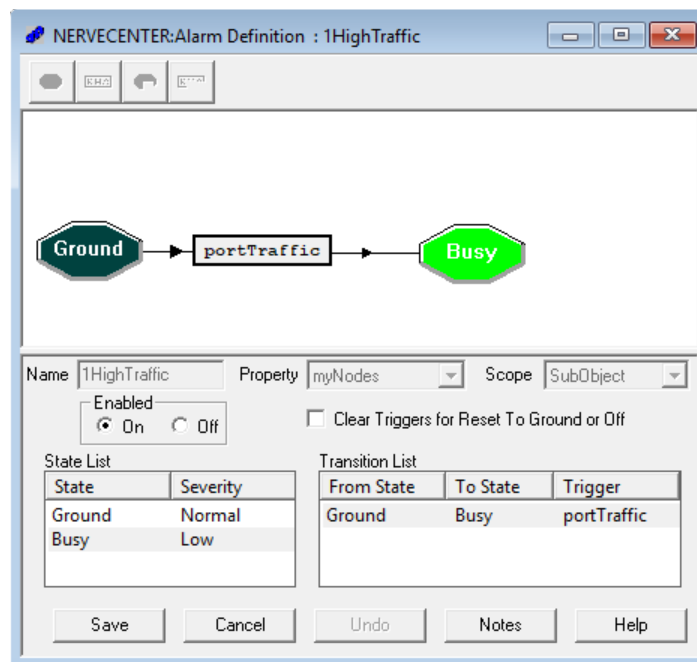 NERVECENTER:Alarm Definition : 1HighTraffic
Ground portTraffic Busy
Name 1HighTraffic Property myNodes Scope SubObject
Enabled
On Off Clear Triggers for Reset To Ground or Off
State List Transition List
State Severity From State To State Trigger
Ground Normal Ground Busy portTraffic
Busy Low
Save Cancel Undo Notes Help